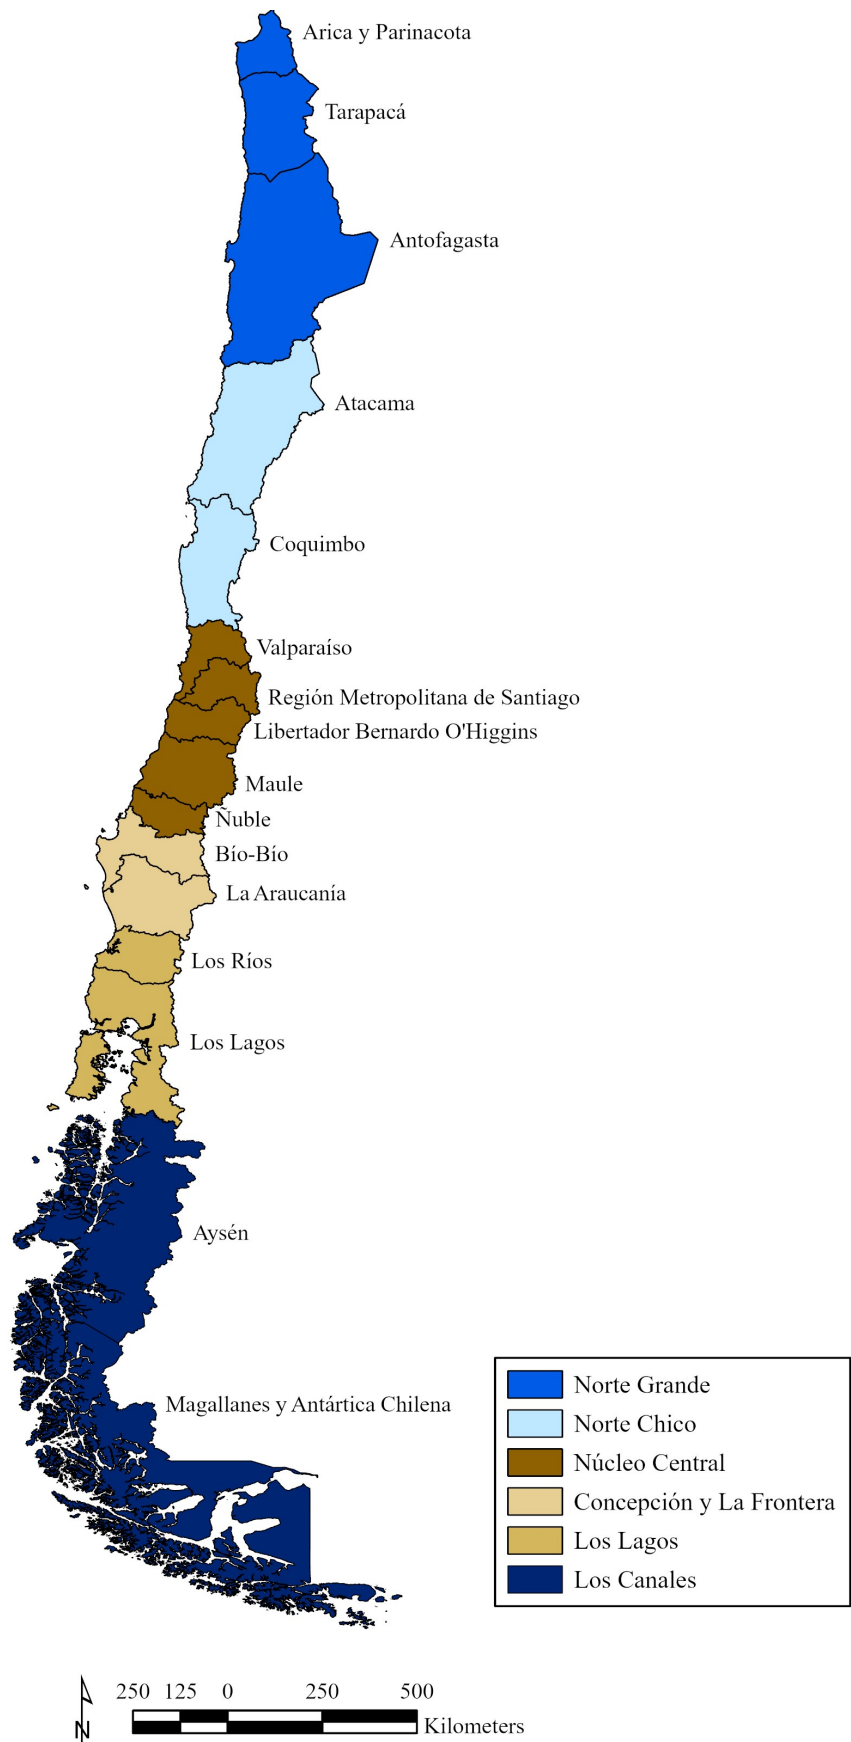 Arica y Parinacota
Tarapacá
Antofagasta
Atacama
Coquimbo
Valparaíso
Región Metropolitana de Santiago
Libertador Bernardo O'Higgins
Maule
Ñuble
Bío-Bío
La Araucanía
Los Ríos
Los Lagos
Aysén
Magallanes y Antártica Chilena
Norte Grande
Norte Chico
Núcleo Central
Concepción y La Frontera
Los Lagos
Los Canales
250 125 0 250 500
Kilometers
N